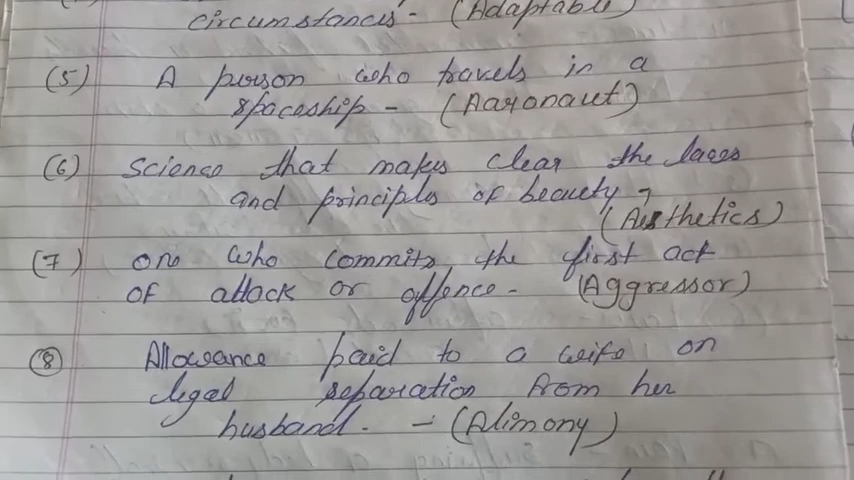 circumstances - (Adaptable)
(5) A person who travels in a
spaceship - (Aaronaut)
(6) Science that makes clear the laces
and principles of beauty -
(Aesthetics)
(7) one who commits the first act
of attack or offence - (Aggressor)
(8) Allowance paid to a wife on
legal separation from her
husband. - (Alimony)